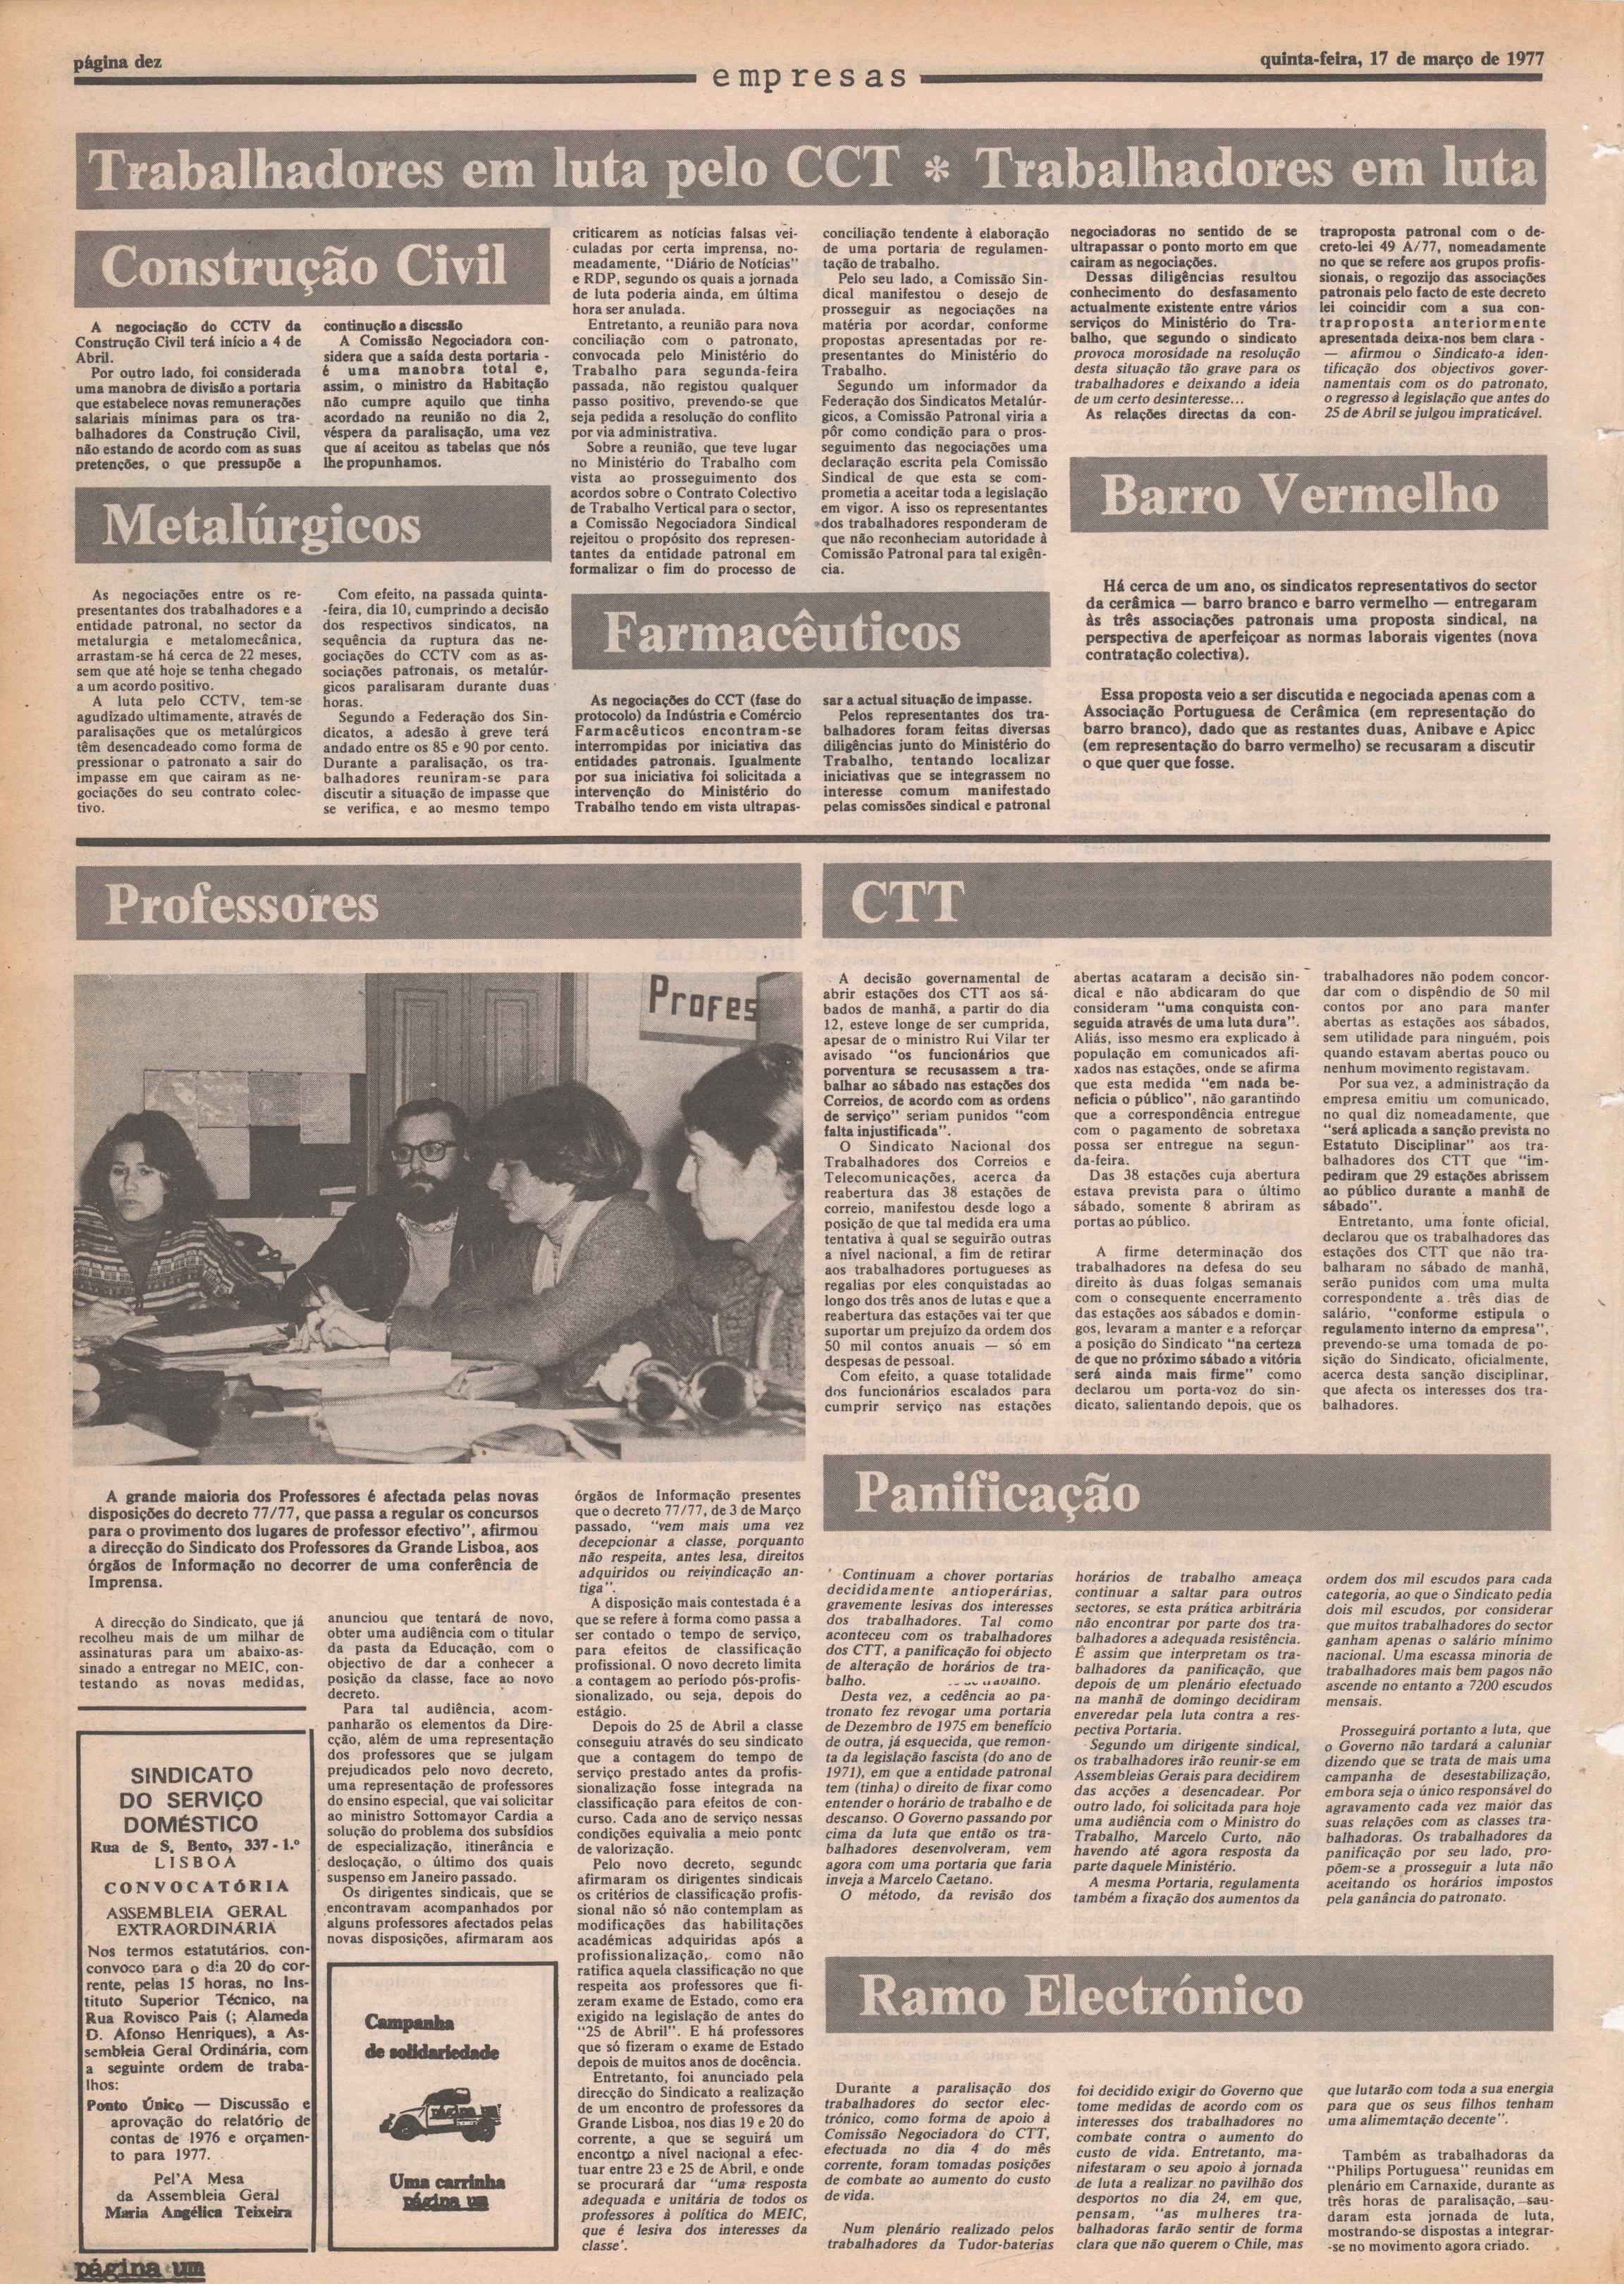 página dez
empresas
quinta-feira, 17 de março de 1977
Trabalhadores em luta pelo CCT * Trabalhadores em luta
Construção Civil
A negociação do CCTV da
Construção Civil terá início a 4 de
Abril.
Por outro lado, foi considerada
uma manobra de divisão a portaria
que estabelece novas remunerações
salariais mínimas para os tra-
balhadores da Construção Civil,
não estando de acordo com as suas
pretenções, o que pressupõe a
continução a discssão
A Comissão Negociadora con-
sidera que a saída desta portaria -
é uma manobra total e,
assim, o ministro da Habitação
não cumpre aquilo que tinha
acordado na reunião no dia 2,
véspera da paralisação, uma vez
que aí aceitou as tabelas que nós
lhe propunhamos.
Metalúrgicos
As negociações entre os re-
presentantes dos trabalhadores e a
entidade patronal, no sector da
metalurgia e metalomecânica,
arrastam-se há cerca de 22 meses,
sem que até hoje se tenha chegado
a um acordo positivo.
A luta pelo CCTV, tem-se
agudizado ultimamente, através de
paralisações que os metalúrgicos
têm desencadeado como forma de
pressionar o patronato a sair do
impasse em que cairam as ne-
gociações do seu contrato colec-
tivo.
Com efeito, na passada quinta-
-feira, dia 10, cumprindo a decisão
dos respectivos sindicatos, na
sequência da ruptura das ne-
gociações do CCTV com as as-
sociações patronais, os metalúr-
gicos paralisaram durante duas
horas.
Segundo a Federação dos Sin-
dicatos, a adesão à greve terá
andado entre os 85 e 90 por cento.
Durante a paralisação, os tra-
balhadores reuniram-se para
discutir a situação de impasse que
se verifica, e ao mesmo tempo
criticarem as notícias falsas vei-
culadas por certa imprensa, no-
meadamente, "Diário de Notícias"
e RDP, segundo os quais a jornada
de luta poderia ainda, em última
hora ser anulada.
Entretanto, a reunião para nova
conciliação com o patronato,
convocada pelo Ministério do
Trabalho para segunda-feira
passada, não registou qualquer
passo positivo, prevendo-se que
seja pedida a resolução do conflito
por via administrativa.
Sobre a reunião, que teve lugar
no Ministério do Trabalho com
vista ao prosseguimento dos
acordos sobre o Contrato Colectivo
de Trabalho Vertical para o sector,
a Comissão Negociadora Sindical
rejeitou o propósito dos represen-
tantes da entidade patronal em
formalizar o fim do processo de
conciliação tendente à elaboração
de uma portaria de regulamen-
tação de trabalho.
Pelo seu lado, a Comissão Sin-
dical manifestou o desejo de
prosseguir as negociações na
matéria por acordar, conforme
propostas apresentadas por re-
presentantes do Ministério do
Trabalho.
Segundo um informador da
Federação dos Sindicatos Metalúr-
gicos, a Comissão Patronal viria a
pôr como condição para o pros-
seguimento das negociações uma
declaração escrita pela Comissão
Sindical de que esta se com-
prometia a aceitar toda a legislação
em vigor. A isso os representantes
dos trabalhadores responderam de
que não reconheciam autoridade à
Comissão Patronal para tal exigên-
cia.
Farmacêuticos
As negociações do CCT (fase do
protocolo) da Indústria e Comércio
Farmacêuticos encontram-se
interrompidas por iniciativa das
entidades patronais. Igualmente
por sua iniciativa foi solicitada a
intervenção do Ministério do
Trabalho tendo em vista ultrapas-
sar a actual situação de impasse.
Pelos representantes dos tra-
balhadores foram feitas diversas
diligências junto do Ministério do
Trabalho, tentando localizar
iniciativas que se integrassem no
interesse comum manifestado
pelas comissões sindical e patronal
negociadoras no sentido de se
ultrapassar o ponto morto em que
cairam as negociações.
Dessas diligências resultou
conhecimento do desfasamento
actualmente existente entre vários
serviços do Ministério do Tra-
balho, que segundo o sindicato
provoca morosidade na resolução
desta situação tão grave para os
trabalhadores e deixando a ideia
de um certo desinteresse...
As relações directas da con-
traproposta patronal com o de-
creto-lei 49 A/77, nomeadamente
no que se refere aos grupos profis-
sionais, o regozijo das associações
patronais pelo facto de este decreto
lei coincidir com a sua con-
traproposta anteriormente
apresentada deixa-nos bem clara -
— afirmou o Sindicato-a iden-
tificação dos objectivos gover-
namentais com os do patronato,
o regresso à legislação que antes do
25 de Abril se julgou impraticável.
Barro Vermelho
Há cerca de um ano, os sindicatos representativos do sector
da cerâmica — barro branco e barro vermelho — entregaram
às três associações patronais uma proposta sindical, na
perspectiva de aperfeiçoar as normas laborais vigentes (nova
contratação colectiva).
Essa proposta veio a ser discutida e negociada apenas com a
Associação Portuguesa de Cerâmica (em representação do
barro branco), dado que as restantes duas, Anibave e Apicc
(em representação do barro vermelho) se recusaram a discutir
o que quer que fosse.
Professores
Profes
A grande maioria dos Professores é afectada pelas novas
disposições do decreto 77/77, que passa a regular os concursos
para o provimento dos lugares de professor efectivo", afirmou
a direcção do Sindicato dos Professores da Grande Lisboa, aos
órgãos de Informação no decorrer de uma conferência de
Imprensa.
A direcção do Sindicato, que já
recolheu mais de um milhar de
assinaturas para um abaixo-as-
sinado a entregar no MEIC, con-
testando as novas medidas,
anunciou que tentará de novo,
obter uma audiência com o titular
da pasta da Educação, com o
objectivo de dar a conhecer a
posição da classe, face ao novo
decreto.
Para tal audiência, acom-
panharão os elementos da Dire-
cção, além de uma representação
dos professores que se julgam
prejudicados pelo novo decreto,
uma representação de professores
do ensino especial, que vai solicitar
ao ministro Sottomayor Cardia a
solução do problema dos subsídios
de especialização, itinerância e
deslocação, o último dos quais
suspenso em Janeiro passado.
Os dirigentes sindicais, que se
encontravam acompanhados por
alguns professores afectados pelas
novas disposições, afirmaram aos
órgãos de Informação presentes
que o decreto 77/77, de 3 de Março
passado, "vem mais uma vez
decepcionar a classe, porquanto
não respeita, antes lesa, direitos
adquiridos ou reivindicação an-
tiga".
A disposição mais contestada é a
que se refere à forma como passa a
ser contado o tempo de serviço,
para efeitos de classificação
profissional. O novo decreto limita
a contagem ao período pós-profis-
sionalizado, ou seja, depois do
estágio.
Depois do 25 de Abril a classe
conseguiu através do seu sindicato
que a contagem do tempo de
serviço prestado antes da profis-
sionalização fosse integrada na
classificação para efeitos de con-
curso. Cada ano de serviço nessas
condições equivalia a meio ponto
de valorização.
Pelo novo decreto, segundo
afirmaram os dirigentes sindicais
os critérios de classificação profis-
sional não só não contemplam as
modificações das habilitações
académicas adquiridas após a
profissionalização, como não
ratifica aquela classificação no que
respeita aos professores que fi-
zeram exame de Estado, como era
exigido na legislação de antes do
"25 de Abril". E há professores
que só fizeram o exame de Estado
depois de muitos anos de docência.
Entretanto, foi anunciado pela
direcção do Sindicato a realização
de um encontro de professores da
Grande Lisboa, nos dias 19 e 20 do
corrente, a que se seguirá um
encontro a nível nacional a efec-
tuar entre 23 e 25 de Abril, e onde
se procurará dar "uma resposta
adequada e unitária de todos os
professores à política do MEIC,
que é lesiva dos interesses da
classe'.
SINDICATO
DO SERVIÇO
DOMÉSTICO
Rua de S. Bento, 337 - 1.º
LISBOA
CONVOCATÓRIA
ASSEMBLEIA GERAL
EXTRAORDINÁRIA
Nos termos estatutários, con-
convoco para o dia 20 do cor-
rente, pelas 15 horas, no Ins-
tituto Superior Técnico, na
Rua Rovisco Pais (; Alameda
D. Afonso Henriques), a As-
sembleia Geral Ordinária, com
a seguinte ordem de traba-
lhos:
Ponto Único — Discussão e
aprovação do relatório de
contas de 1976 e orçamen-
to para 1977.
Pel'A Mesa
da Assembleia Geral
Maria Angélica Teixeira
Campanha
de solidariedade
página um
Uma carrinha
página um
CTT
A decisão governamental de
abrir estações dos CTT aos sá-
bados de manhã, a partir do dia
12, esteve longe de ser cumprida,
apesar de o ministro Rui Vilar ter
avisado "os funcionários que
porventura se recusassem a tra-
balhar ao sábado nas estações dos
Correios, de acordo com as ordens
de serviço" seriam punidos "com
falta injustificada".
O Sindicato Nacional dos
Trabalhadores dos Correios e
Telecomunicações, acerca da
reabertura das 38 estações de
correio, manifestou desde logo a
posição de que tal medida era uma
tentativa à qual se seguirão outras
a nível nacional, a fim de retirar
aos trabalhadores portugueses as
regalias por eles conquistadas ao
longo dos três anos de lutas e que a
reabertura das estações vai ter que
suportar um prejuízo da ordem dos
50 mil contos anuais — só em
despesas de pessoal.
Com efeito, a quase totalidade
dos funcionários escalados para
cumprir serviço nas estações
abertas acataram a decisão sin-
dical e não abdicaram do que
consideram "uma conquista con-
seguida através de uma luta dura".
Aliás, isso mesmo era explicado à
população em comunicados afi-
xados nas estações, onde se afirma
que esta medida "em nada be-
neficia o público", não garantindo
que a correspondência entregue
com o pagamento de sobretaxa
possa ser entregue na segun-
da-feira.
Das 38 estações cuja abertura
estava prevista para o último
sábado, somente 8 abriram as
portas ao público.
A firme determinação dos
trabalhadores na defesa do seu
direito às duas folgas semanais
com o consequente encerramento
das estações aos sábados e domin-
gos, levaram a manter e a reforçar
a posição do Sindicato "na certeza
de que no próximo sábado a vitória
será ainda mais firme" como
declarou um porta-voz do sin-
dicato, salientando depois, que os
trabalhadores não podem concor-
dar com o dispêndio de 50 mil
contos por ano para manter
abertas as estações aos sábados,
sem utilidade para ninguém, pois
quando estavam abertas pouco ou
nenhum movimento registavam.
Por sua vez, a administração da
empresa emitiu um comunicado,
no qual diz nomeadamente, que
"será aplicada a sanção prevista no
Estatuto Disciplinar" aos tra-
balhadores dos CTT que "im-
pediram que 29 estações abrissem
ao público durante a manhã de
sábado".
Entretanto, uma fonte oficial,
declarou que os trabalhadores das
estações dos CTT que não tra-
balharam no sábado de manhã,
serão punidos com uma multa
correspondente a três dias de
salário, "conforme estipula o
regulamento interno da empresa",
prevendo-se uma tomada de po-
sição do Sindicato, oficialmente,
acerca desta sanção disciplinar,
que afecta os interesses dos tra-
balhadores.
Panificação
Continuam a chover portarias
decididamente antioperárias,
gravemente lesivas dos interesses
dos trabalhadores. Tal como
aconteceu com os trabalhadores
dos CTT, a panificação foi objecto
de alteração de horários de tra-
balho.
Desta vez, a cedência ao pa-
tronato fez revogar uma portaria
de Dezembro de 1975 em benefício
de outra, já esquecida, que remon-
ta da legislação fascista (do ano de
1971), em que a entidade patronal
tem (tinha) o direito de fixar como
entender o horário de trabalho e de
descanso. O Governo passando por
cima da luta que então os tra-
balhadores desenvolveram, vem
agora com uma portaria que faria
inveja a Marcelo Caetano.
O método, da revisão dos
horários de trabalho ameaça
continuar a saltar para outros
sectores, se esta prática arbitrária
não encontrar por parte dos tra-
balhadores a adequada resistência.
É assim que interpretam os tra-
balhadores da panificação, que
depois de um plenário efectuado
na manhã de domingo decidiram
enveredar pela luta contra a res-
pectiva Portaria.
Segundo um dirigente sindical,
os trabalhadores irão reunir-se em
Assembleias Gerais para decidirem
das acções a desencadear. Por
outro lado, foi solicitada para hoje
uma audiência com o Ministro do
Trabalho, Marcelo Curto, não
havendo até agora resposta da
parte daquele Ministério.
A mesma Portaria, regulamenta
também a fixação dos aumentos da
ordem dos mil escudos para cada
categoria, ao que o Sindicato pedia
dois mil escudos, por considerar
que muitos trabalhadores do sector
ganham apenas o salário mínimo
nacional. Uma escassa minoria de
trabalhadores mais bem pagos não
ascende no entanto a 7200 escudos
mensais.
Prosseguirá portanto a luta, que
o Governo não tardará a caluniar
dizendo que se trata de mais uma
campanha de desestabilização,
embora seja o único responsável do
agravamento cada vez maior das
suas relações com as classes tra-
balhadoras. Os trabalhadores da
panificação por seu lado, pro-
põem-se a prosseguir a luta não
aceitando os horários impostos
pela ganância do patronato.
Ramo Electrónico
Durante a paralisação dos
trabalhadores do sector elec-
trónico, como forma de apoio à
Comissão Negociadora do CTT,
efectuada no dia 4 do mês
corrente, foram tomadas posições
de combate ao aumento do custo
de vida.
Num plenário realizado pelos
trabalhadores da Tudor-baterias
foi decidido exigir do Governo que
tome medidas de acordo com os
interesses dos trabalhadores no
combate contra o aumento do
custo de vida. Entretanto, ma-
nifestaram o seu apoio à jornada
de luta a realizar no pavilhão dos
desportos no dia 24, em que,
pensam, "as mulheres tra-
balhadoras farão sentir de forma
clara que não querem o Chile, mas
que lutarão com toda a sua energia
para que os seus filhos tenham
uma alimemtação decente".
Também as trabalhadoras da
"Philips Portuguesa" reunidas em
plenário em Carnaxide, durante as
três horas de paralisação, sau-
daram esta jornada de luta,
mostrando-se dispostas a integrar-
-se no movimento agora criado.
página um